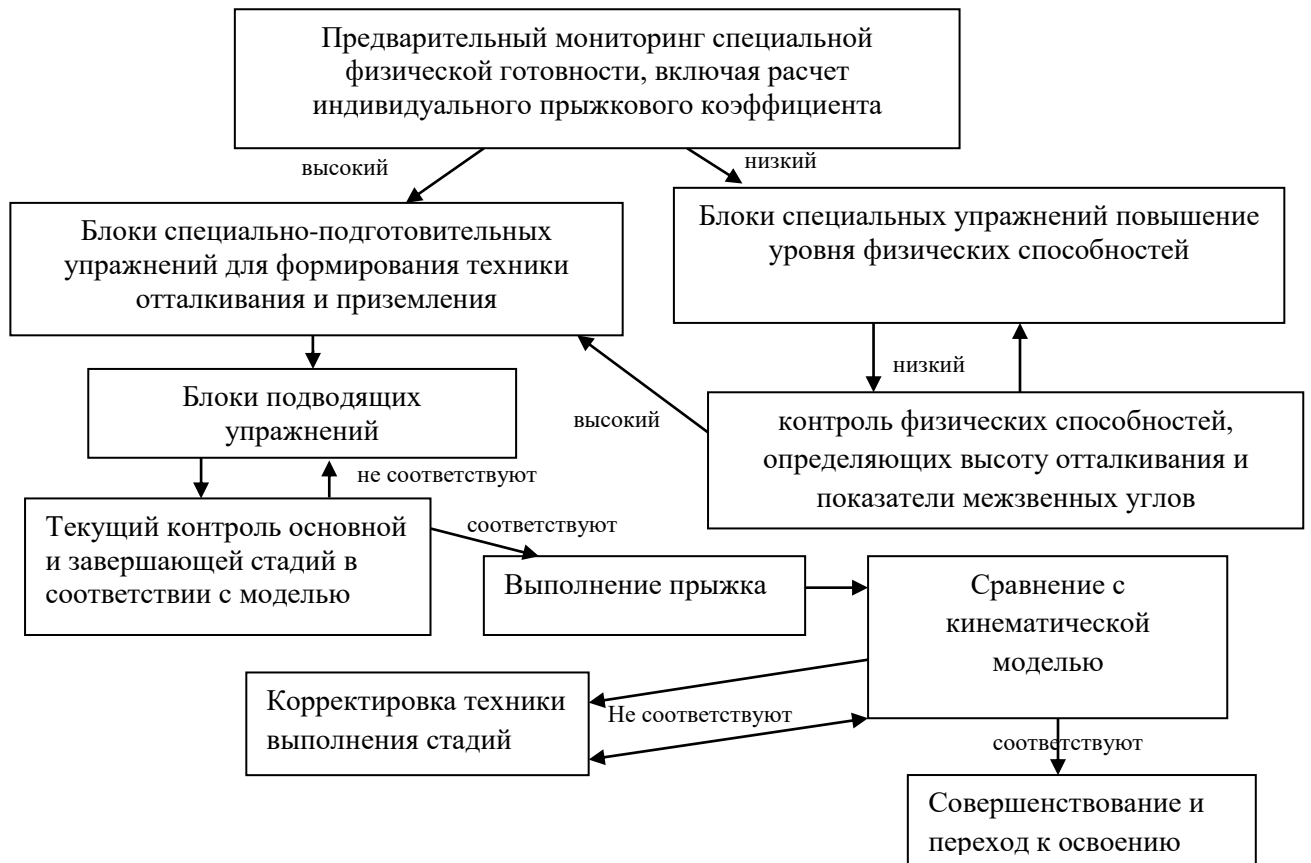 Предварительный мониторинг специальной
физической готовности, включая расчет
индивидуального прыжкового коэффициента
высокий
низкий
Блоки специально-подготовительных
упражнений для формирования техники
отталкивания и приземления
Блоки специальных упражнений повышение
уровня физических способностей
низкий
Блоки подводящих
упражнений
высокий
контроль физических способностей,
определяющих высоту отталкивания и
показатели межзвенных углов
не соответствуют
Текущий контроль основной
и завершающей стадий в
соответствии с моделью
соответствуют
Выполнение прыжка
Сравнение с
кинематической
моделью
Корректировка техники
выполнения стадий
Не соответствуют
соответствуют
Совершенствование и
переход к освоению